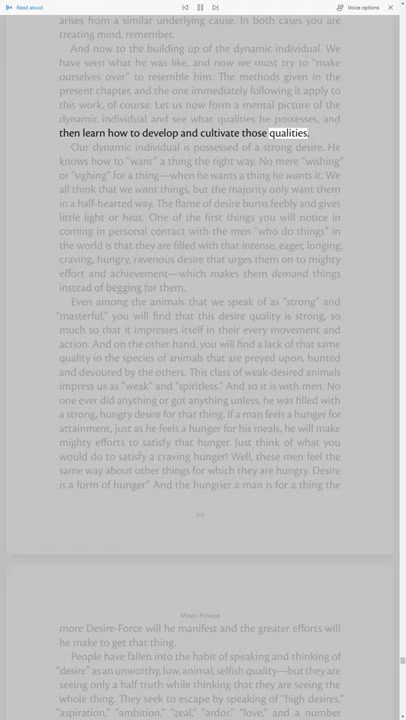 Read aloud
Voice options
arises from a similar underlying cause. In both cases you are
treating mind, remember.
And now to the building up of the dynamic individual. We
have seen what he was like, and now we must try to "make
ourselves over" to resemble him. The methods given in the
present chapter, and the one immediately following it apply to
this work, of course. Let us now form a mental picture of the
dynamic individual and see what qualities he possesses, and
then learn how to develop and cultivate those qualities.
Our dynamic individual is possessed of a strong desire. He
knows how to "want" a thing the right way. No mere "wishing"
or "sighing" for a thing—when he wants a thing he wants it. We
all think that we want things, but the majority only want them
in a half-hearted way. The flame of desire burns feebly and gives
little light or heat. One of the first things you will notice in
coming in personal contact with the men "who do things" in
the world is that they are filled with that intense, eager, longing,
craving, hungry, ravenous desire that urges them on to mighty
effort and achievement—which makes them demand things
instead of begging for them.
Even among the animals that we speak of as "strong" and
"masterful," you will find that this desire quality is strong, so
much so that it impresses itself in their every movement and
action. And on the other hand, you will find a lack of that same
quality in the species of animals that are preyed upon, hunted
and devoured by the others. This class of weak-desired animals
impress us as "weak" and "spiritless." And so it is with men. No
one ever did anything or got anything unless, he was filled with
a strong, hungry desire for that thing. If a man feels a hunger for
attainment, just as he feels a hunger for his meals, he will make
mighty efforts to satisfy that hunger. Just think of what you
would do to satisfy a craving hunger! Well, these men feel the
same way about other things for which they are hungry. Desire
is a form of hunger" And the hungrier a man is for a thing the
Mind-Power
more Desire-Force will he manifest and the greater efforts will
he make to get that thing.
People have fallen into the habit of speaking and thinking of
"desire" as an unworthy, low, animal, selfish quality—but they are
seeing only a half truth while thinking that they are seeing the
whole thing. They seek to escape by speaking of "high desires,"
"aspiration," "ambition," "zeal," "ardor," "love," and a number